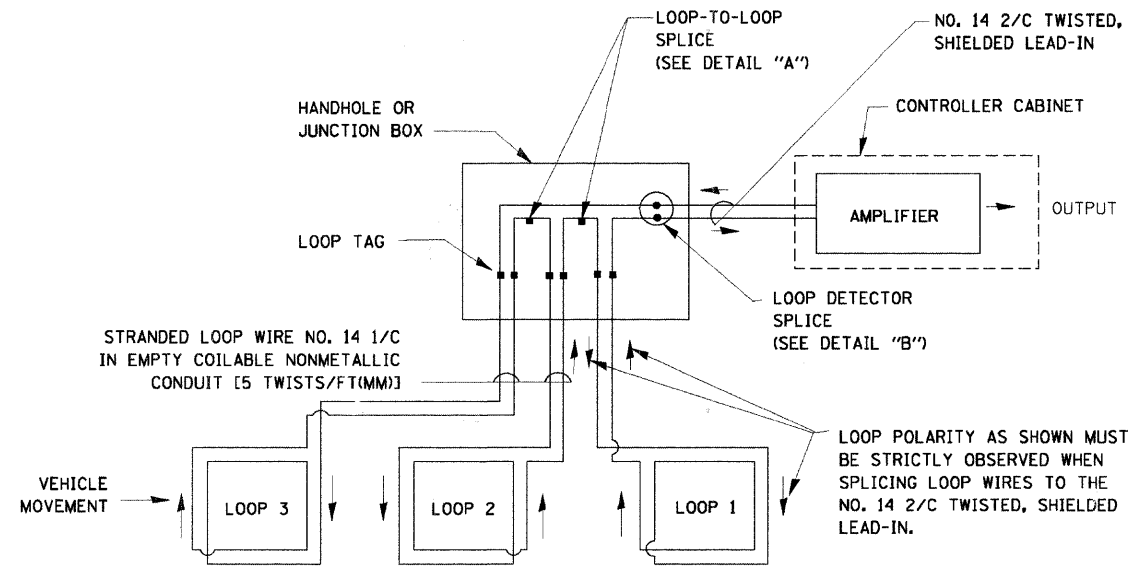 LOOP-TO-LOOP
SPLICE
(SEE DETAIL "A")
NO. 14 2/C TWISTED,
SHIELDED LEAD-IN
HANDHOLE OR
JUNCTION BOX
CONTROLLER CABINET
AMPLIFIER
OUTPUT
LOOP TAG
LOOP DETECTOR
SPLICE
(SEE DETAIL "B")
STRANDED LOOP WIRE NO. 14 1/C
IN EMPTY COILABLE NONMETALLIC
CONDUIT [5 TWISTS/FT(MM)]
LOOP POLARITY AS SHOWN MUST
BE STRICTLY OBSERVED WHEN
SPLICING LOOP WIRES TO THE
NO. 14 2/C TWISTED, SHIELDED
LEAD-IN.
VEHICLE
MOVEMENT
LOOP 3
LOOP 2
LOOP 1